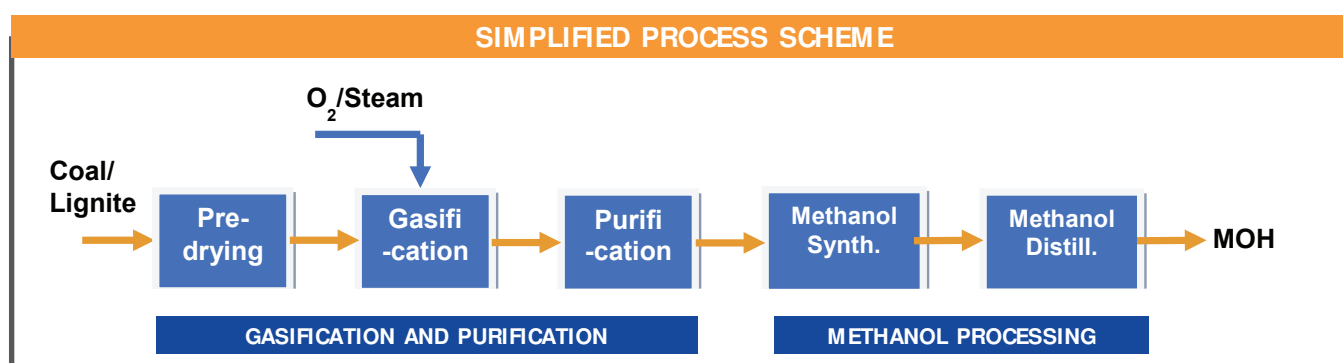 SIMPLIFIED PROCESS SCHEME
O2/Steam
Coal/
Lignite
Pre-
drying
Gasifi
-cation
Purifi
-cation
Methanol
Synth.
Methanol
Distill.
MOH
GASIFICATION AND PURIFICATION
METHANOL PROCESSING